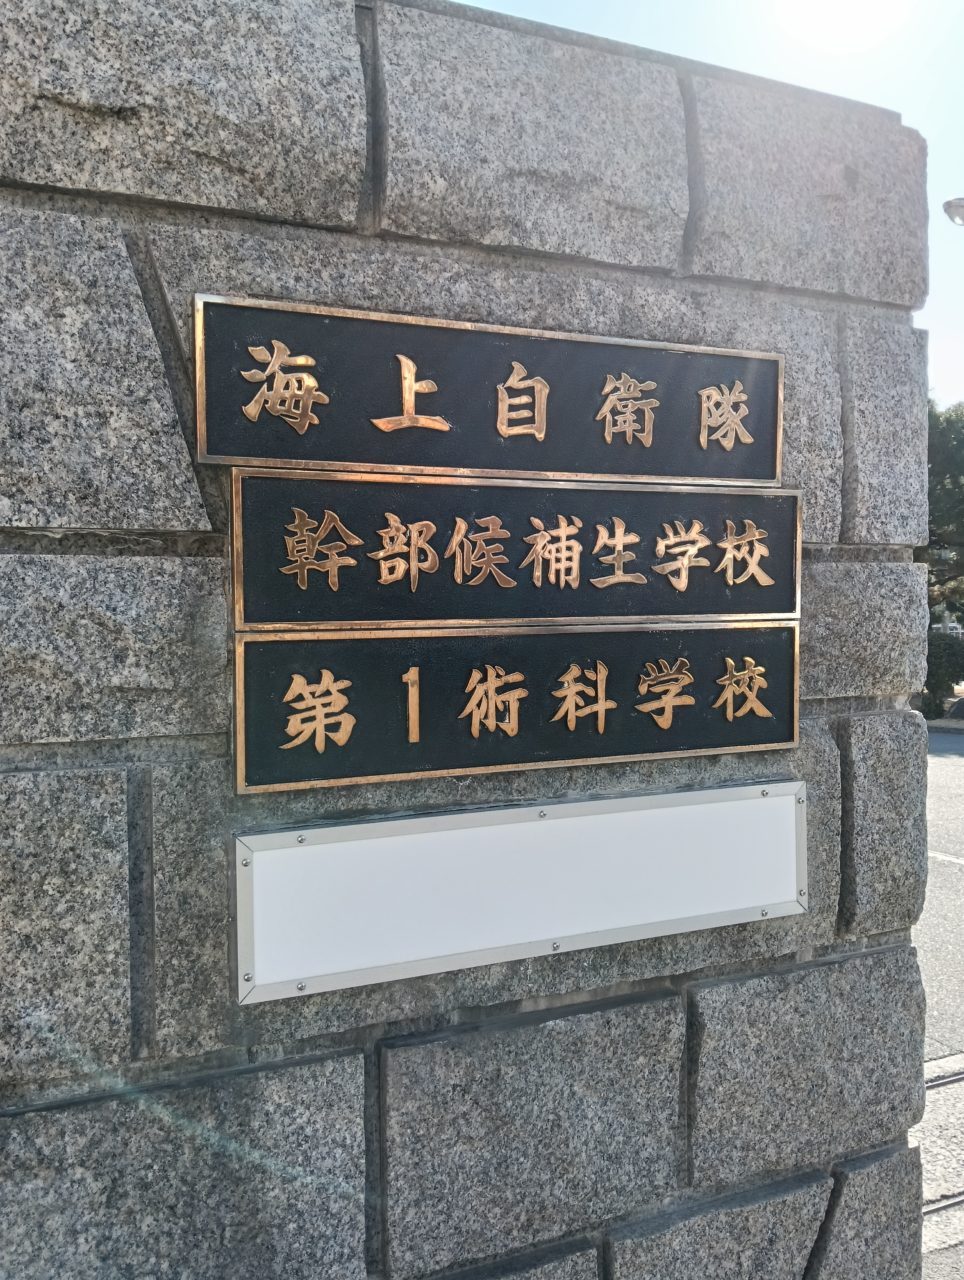 海上自衛隊
幹部候補生学校
第1術科学校